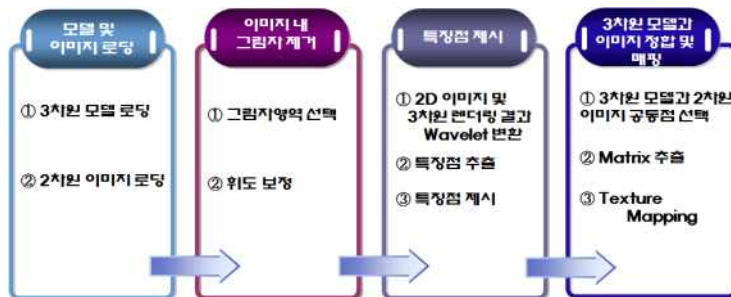 모델 및
이미지 로딩
① 3차원 모델 로딩
② 2차원 이미지 로딩
이미지 내
그림자 제거
① 그림자영역 선택
② 휘도 보정
특징점 제시
① 2D 이미지 및
3차원 렌더링 결과
Wavelet 변환
② 특징점 추출
③ 특징점 제시
3차원 모델과
이미지 정합 및
매핑
① 3차원 모델과 2차원
이미지 공통점 선택
② Matrix 추출
③ Texture
Mapping